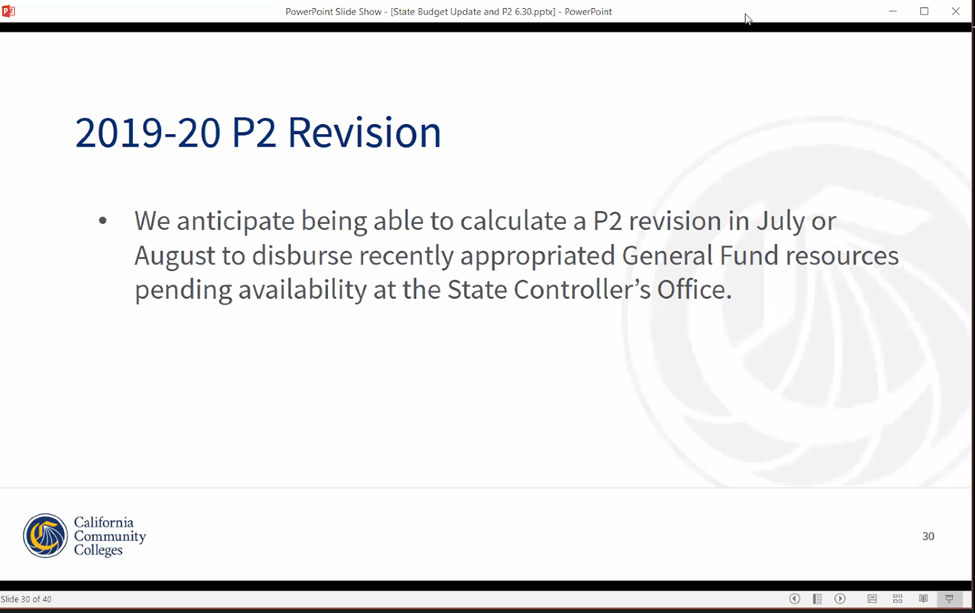 PowerPoint Slide Show - [State Budget Update and P2 6.30.pptx] - PowerPoint
2019-20 P2 Revision
• We anticipate being able to calculate a P2 revision in July or
August to disburse recently appropriated General Fund resources
pending availability at the State Controller’s Office.
California
Community
Colleges
30
Slide 30 of 40